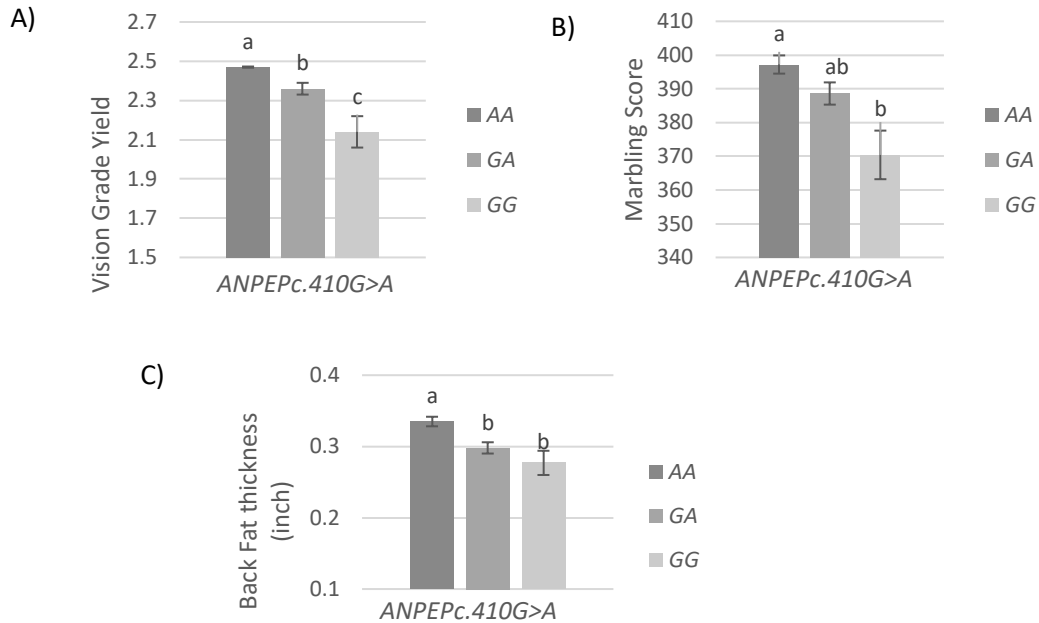 A)
Vision Grade Yield
2.7
2.5
2.3
2.1
1.9
1.7
1.5
a
b
c
ANPEPc.410G>A
AA
GA
GG
B)
Marbling Score
410
400
390
380
370
360
350
340
a
ab
b
ANPEPc.410G>A
AA
GA
GG
C)
Back Fat thickness
(inch)
0.4
0.3
0.2
0.1
a
b
b
ANPEPc.410G>A
AA
GA
GG